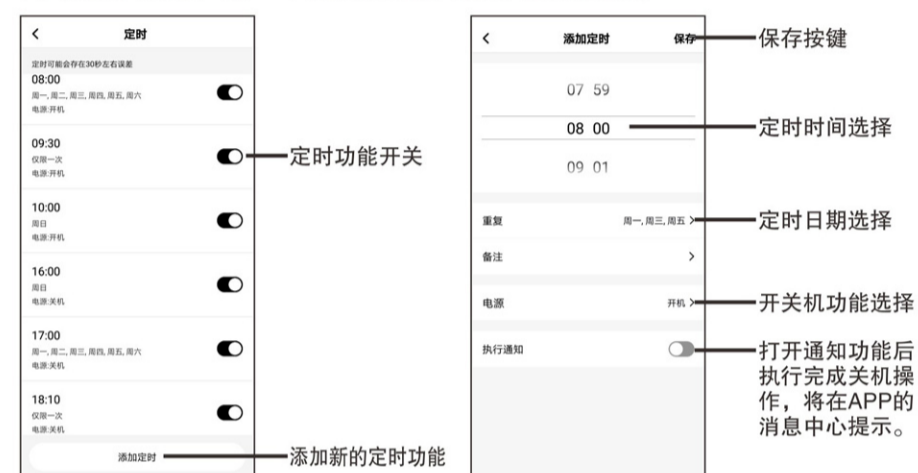 定时
定时可能会存在30秒左右误差
08:00
周一, 周二, 周三, 周四, 周五, 周六
电源:开机
09:30
仅限一次
电源:开机
定时功能开关
10:00
周日
电源:开机
16:00
周日
电源:关机
17:00
周一, 周二, 周三, 周四, 周五, 周六
电源:关机
18:10
仅限一次
电源:关机
添加定时
添加新的定时功能
添加定时
保存
保存按键
07 59
08 00
定时时间选择
09 01
重复
周一, 周三, 周五
定时日期选择
备注
电源
开机
开关机功能选择
执行通知
打开通知功能后
执行完成关机操
作，将在APP的
消息中心提示。